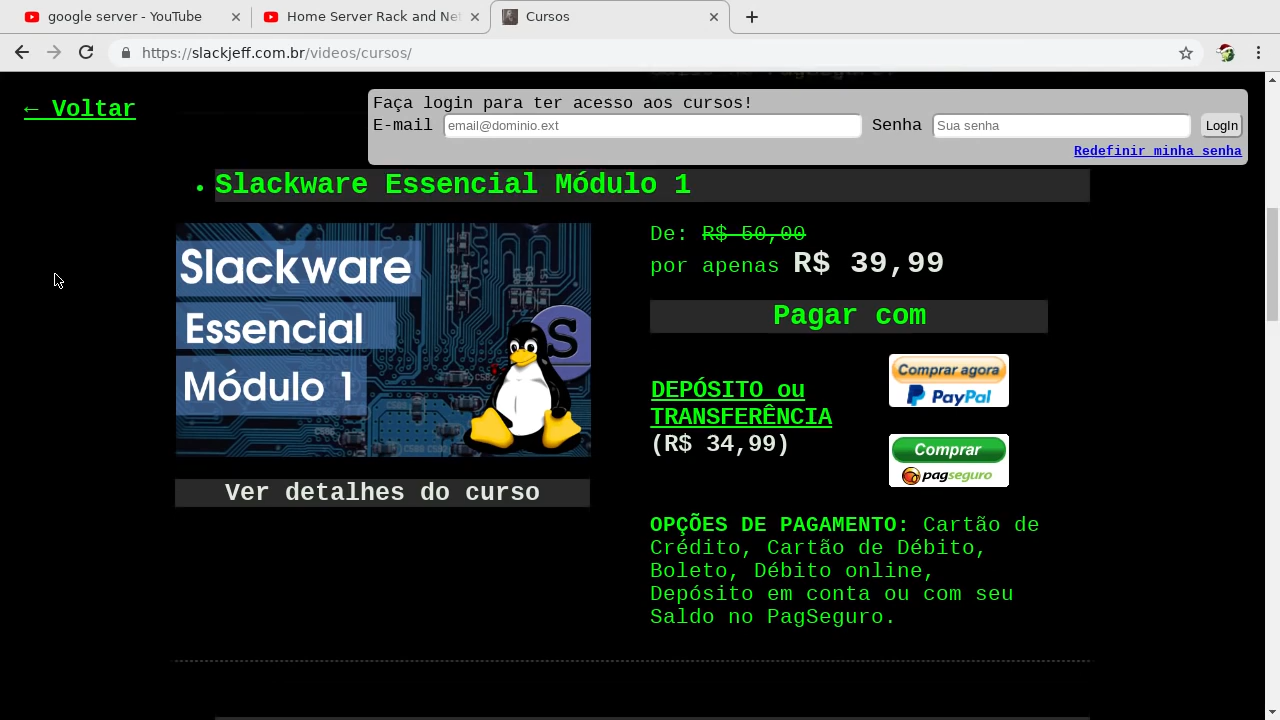 google server - YouTube
Home Server Rack and Ne
Cursos
https://slackjeff.com.br/videos/cursos/
← Voltar
Faça login para ter acesso aos cursos!
E-mail email@dominio.ext Senha Sua senha LogIn
Redefinir minha senha
Slackware Essencial Módulo 1
Slackware
Essencial
Módulo 1
S
Ver detalhes do curso
De: R$ 50,00
por apenas R$ 39,99
Pagar com
DEPÓSITO ou
TRANSFERÊNCIA
(R$ 34,99)
Comprar agora
PayPal
Comprar
pagseguro
OPÇÕES DE PAGAMENTO: Cartão de
Crédito, Cartão de Débito,
Boleto, Débito online,
Depósito em conta ou com seu
Saldo no PagSeguro.